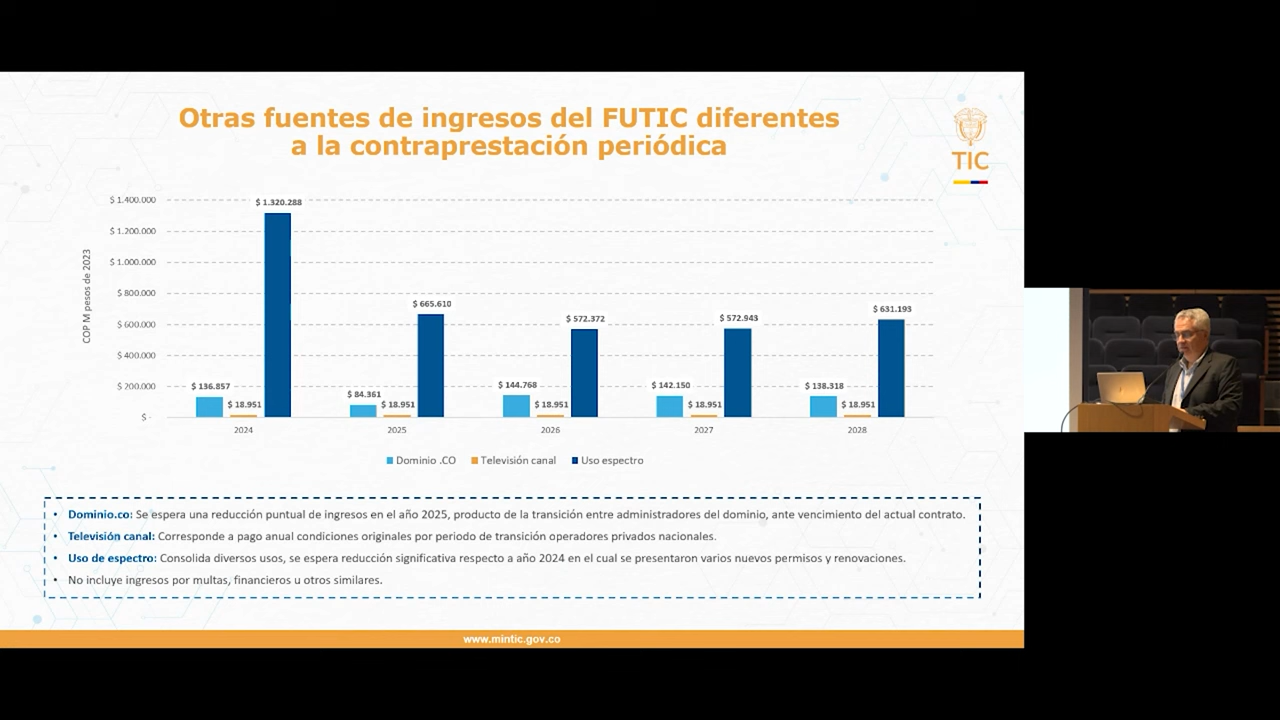 Otras fuentes de ingresos del FUTIC diferentes
a la contraprestación periódica
TIC
COP M pesos de 2023
$ 1.400.000
$ 1.200.000
$ 1.000.000
$ 800.000
$ 600.000
$ 400.000
$ 200.000
$ -
$ 136.857
$ 18.951
$ 1.320.288
$ 84.361
$ 18.951
$ 665.610
$ 144.768
$ 18.951
$ 572.372
$ 142.150
$ 18.951
$ 572.943
$ 138.318
$ 18.951
$ 631.193
2024
2025
2026
2027
2028
Dominio .CO
Televisión canal
Uso espectro
• Dominio.co: Se espera una reducción puntual de ingresos en el año 2025, producto de la transición entre administradores del dominio, ante vencimiento del actual contrato.
• Televisión canal: Corresponde a pago anual condiciones originales por periodo de transición operadores privados nacionales.
• Uso de espectro: Consolida diversos usos, se espera reducción significativa respecto a año 2024 en el cual se presentaron varios nuevos permisos y renovaciones.
• No incluye ingresos por multas, financieros u otros similares.
www.mintic.gov.co